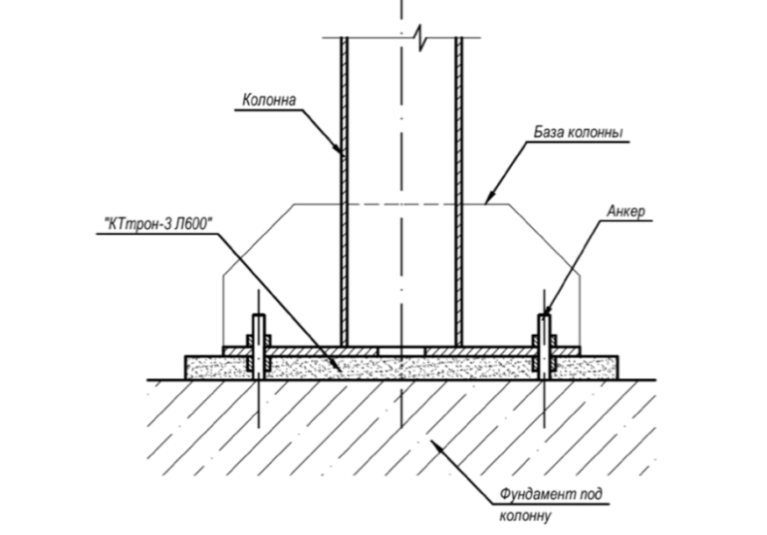 Колонна
База колонны
Анкер
"КТтрон-3 Л600"
Фундамент под
колонну